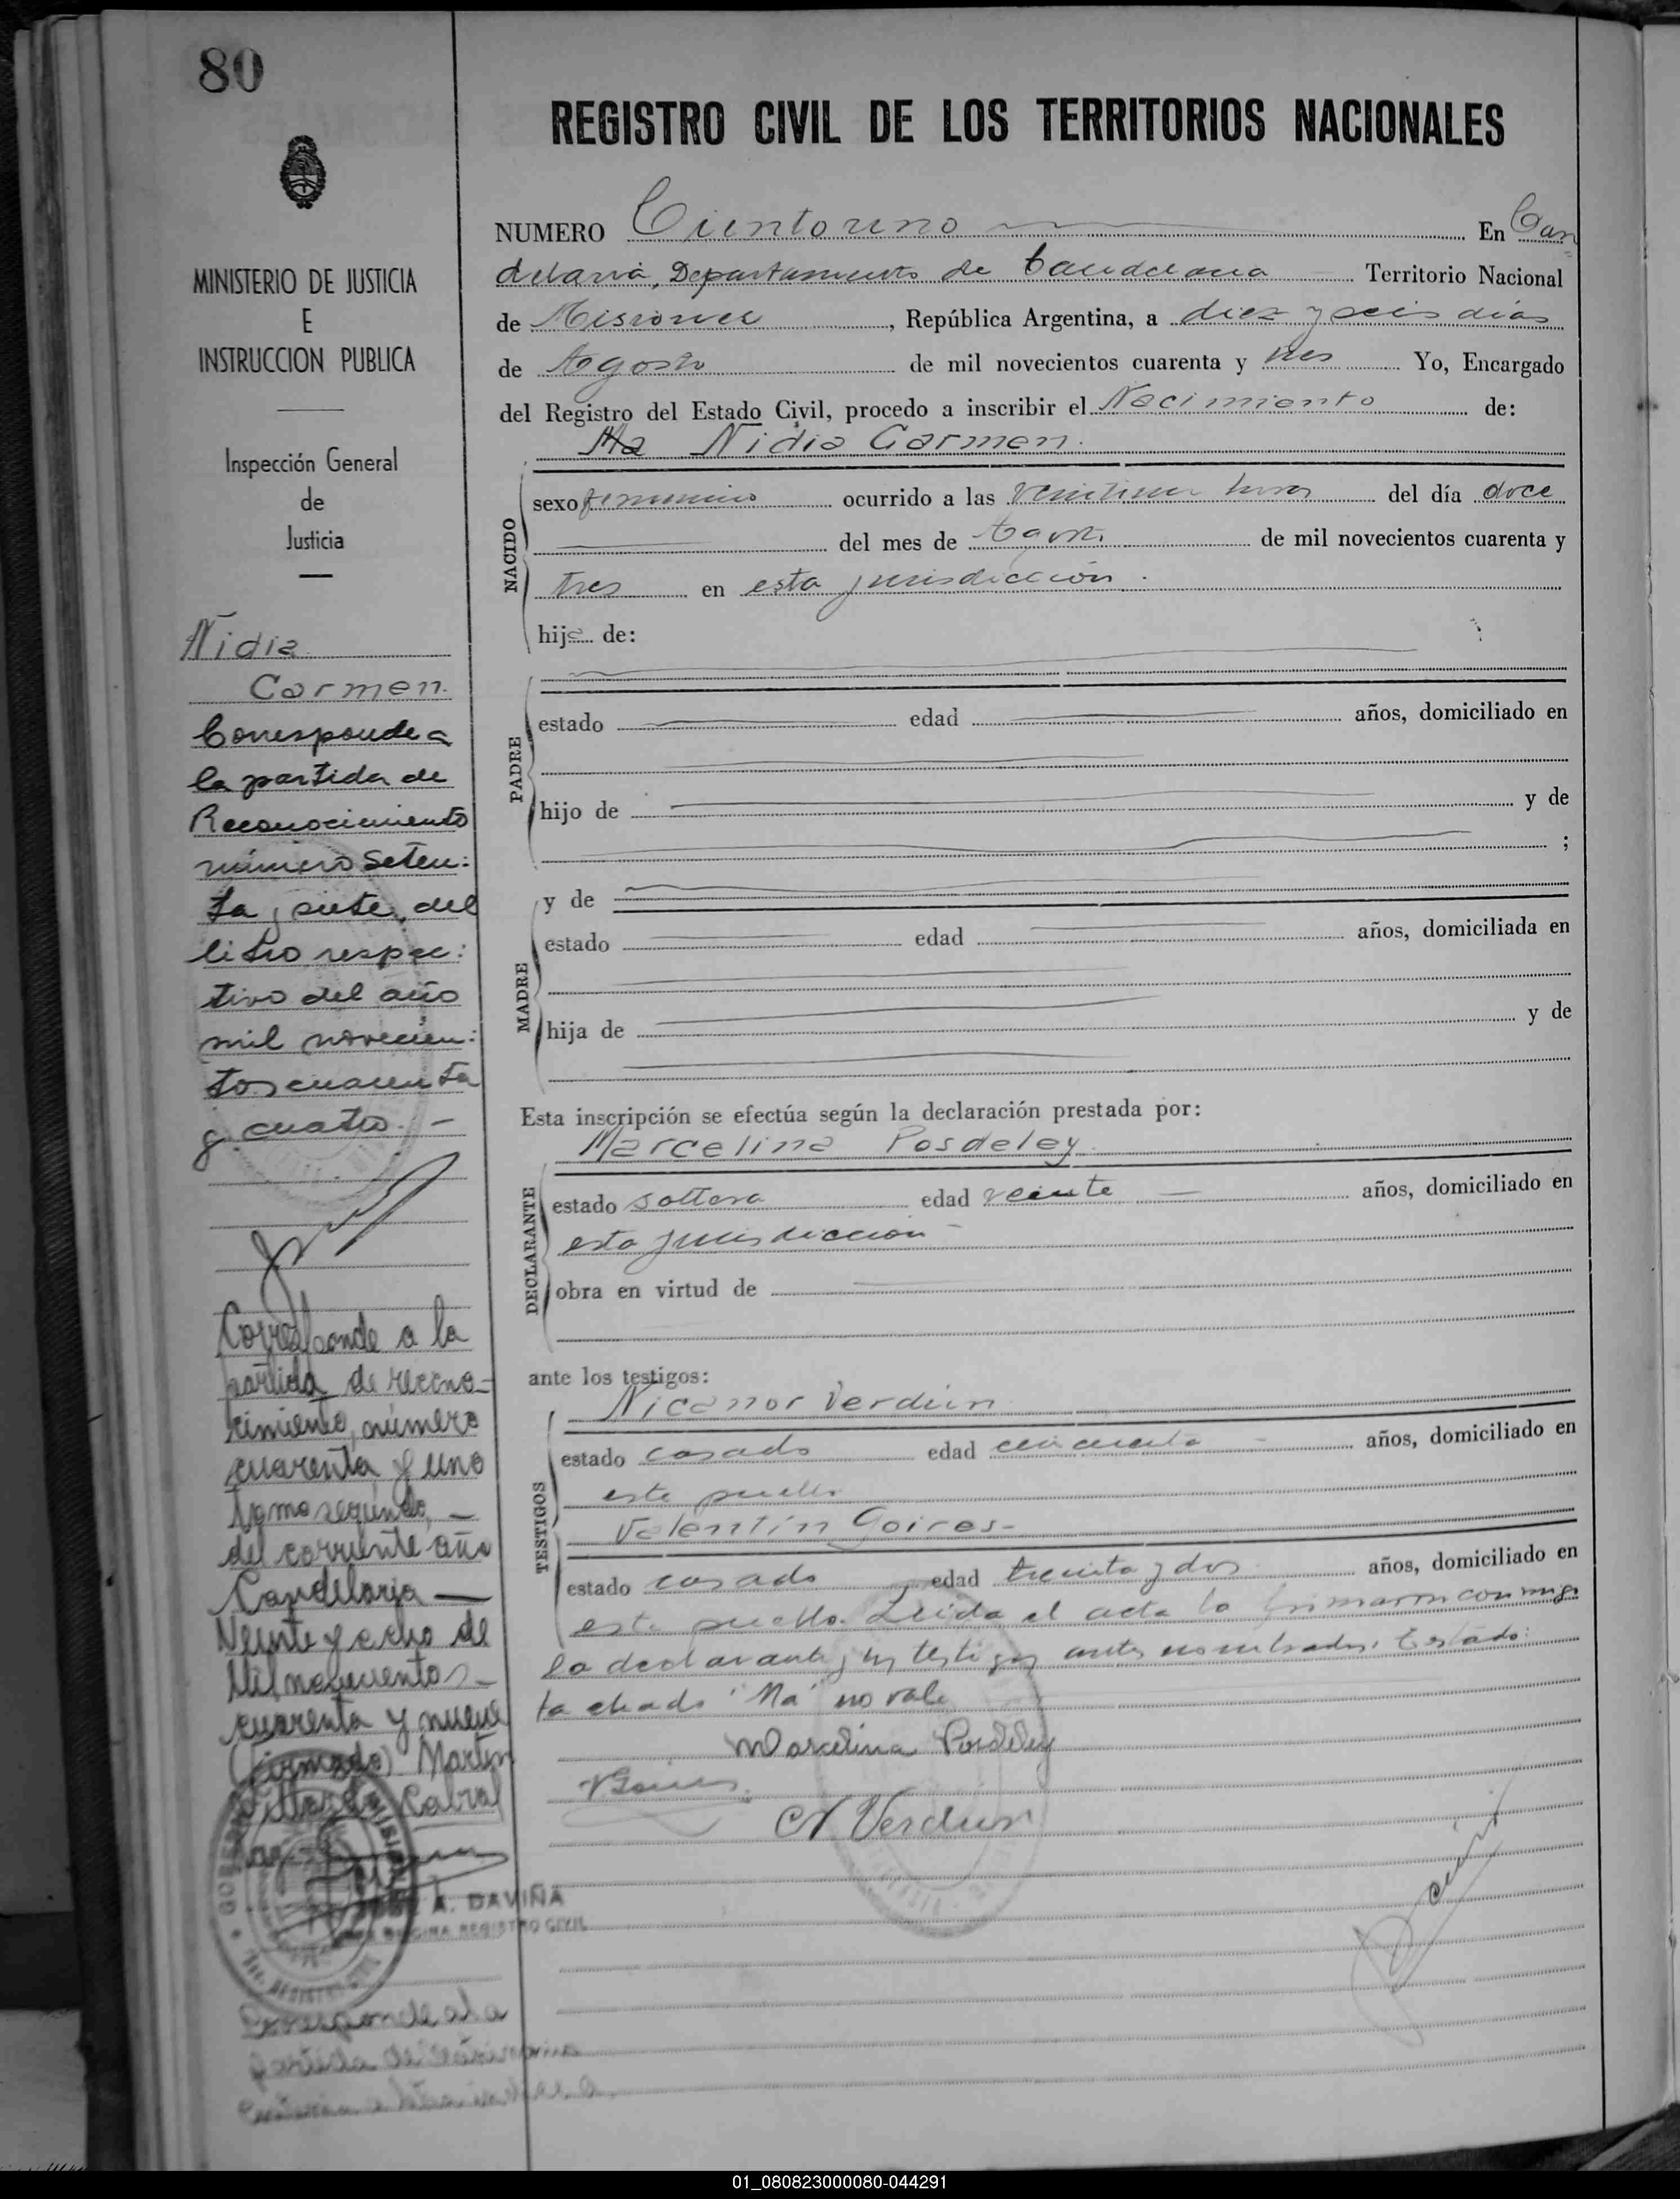 80
REGISTRO CIVIL DE LOS TERRITORIOS NACIONALES
MINISTERIO DE JUSTICIA
E
INSTRUCCION PUBLICA
Inspección General
de
Justicia
Nidia
Carmen
Corresponde a
la partida de
Reconocimiento
número Seten:
ta y siete, del
libro respec:
tivo del año
mil novecien:
tos cuarenta
y cuatro. -
Corresponde a la
partida de recono-
cimiento, número
cuarenta y uno
tomo segundo, -
del corriente año
Candelaria —
Veinte y ocho de
Mil novecientos -
cuarenta y nueve
(firmado) Martin
Cabral
A. DAVIÑA
OFICINA REGISTRO CIVIL
Corresponde a la
partida de
NUMERO Ciento uno En Can
delaria, Departamento de Candelaria Territorio Nacional
de Misiones, República Argentina, a diez y seis días
de Agosto de mil novecientos cuarenta y tres Yo, Encargado
del Registro del Estado Civil, procedo a inscribir el Nacimiento de:
Ma Nidia Carmen.
NACIDO
sexo femenino ocurrido a las veintiuna horas del día doce
del mes de Agosto de mil novecientos cuarenta y
tres en esta jurisdicción.
hija de:
PADRE
estado edad años, domiciliado en
hijo de y de
;
y de
MADRE
estado edad años, domiciliada en
hija de y de
Esta inscripción se efectúa según la declaración prestada por:
Marcelina Posdeley.
DECLARANTE
estado soltera edad veinte años, domiciliado en
esta jurisdicción
obra en virtud de
ante los testigos:
Nicanor Verdún
TESTIGOS
estado casado edad cincuenta años, domiciliado en
este pueblo
Valentín Goires-
estado casado edad treinta y dos años, domiciliado en
este pueblo. Leída el acta la firmaron conmigo
la declarante y los testigos antes nombrados. Testado:
tachado "Ma" no vale
Marcelina Posdeley
VGoires
N Verdun
01_080823000080-044291